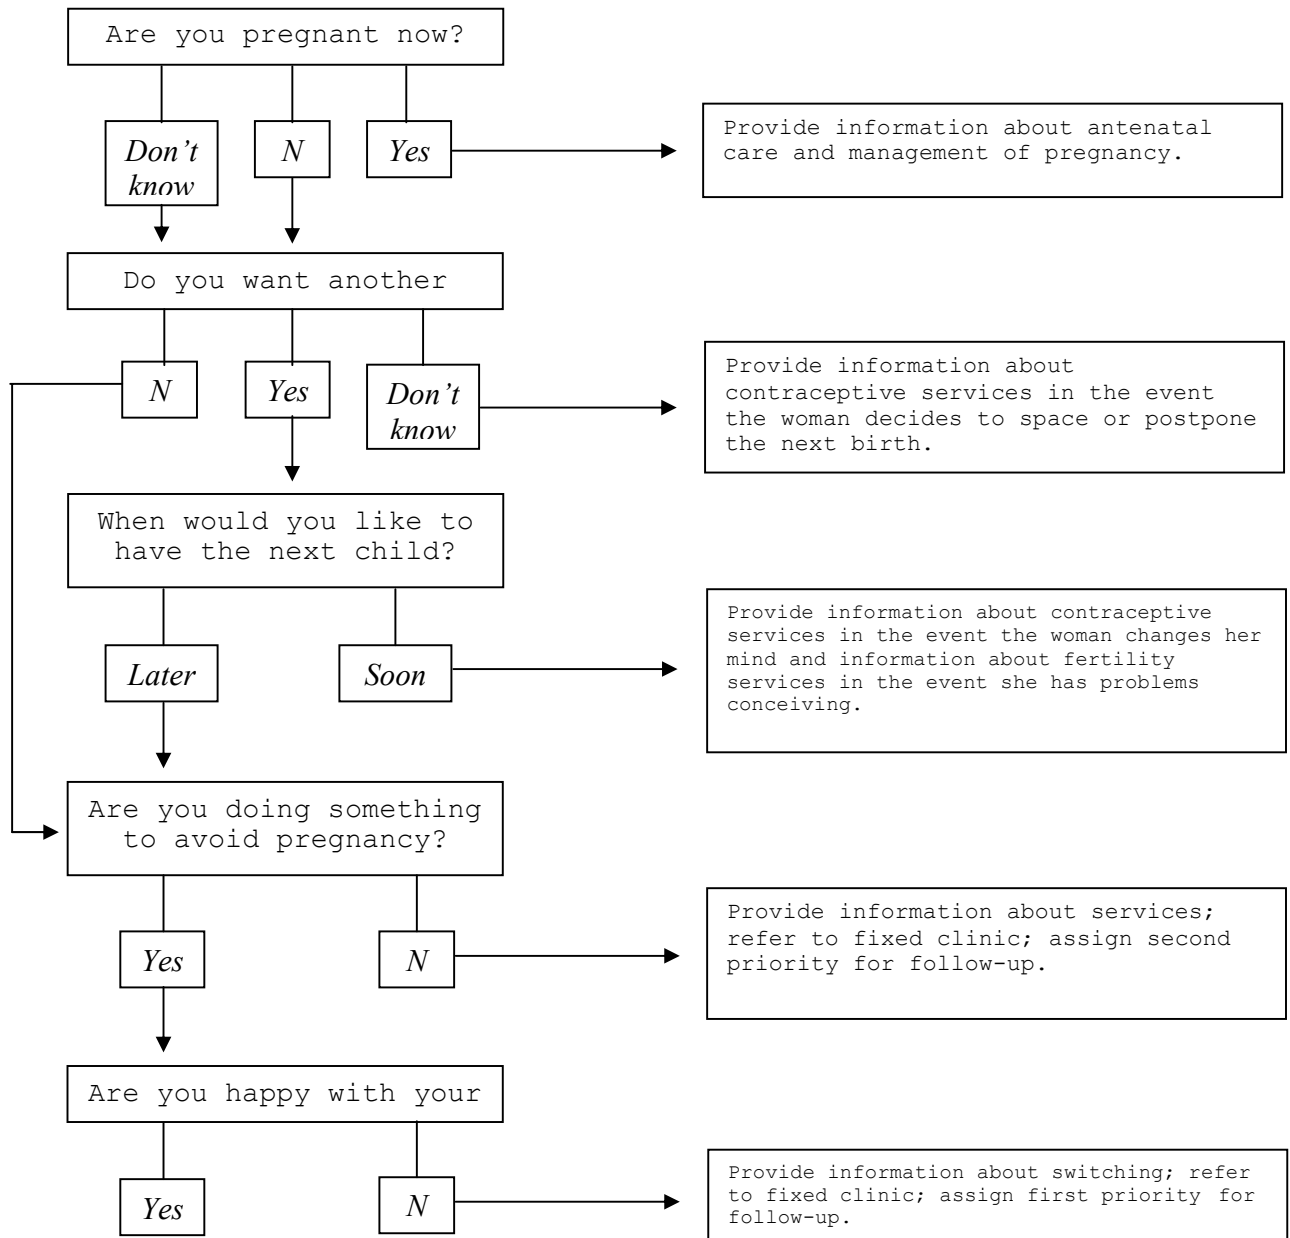 Are you pregnant now?
Don't
know
N
Yes
Provide information about antenatal
care and management of pregnancy.
Do you want another
N
Yes
Don't
know
Provide information about
contraceptive services in the event
the woman decides to space or postpone
the next birth.
When would you like to
have the next child?
Later
Soon
Provide information about contraceptive
services in the event the woman changes her
mind and information about fertility
services in the event she has problems
conceiving.
Are you doing something
to avoid pregnancy?
Yes
N
Provide information about services;
refer to fixed clinic; assign second
priority for follow-up.
Are you happy with your
Yes
N
Provide information about switching; refer
to fixed clinic; assign first priority for
follow-up.